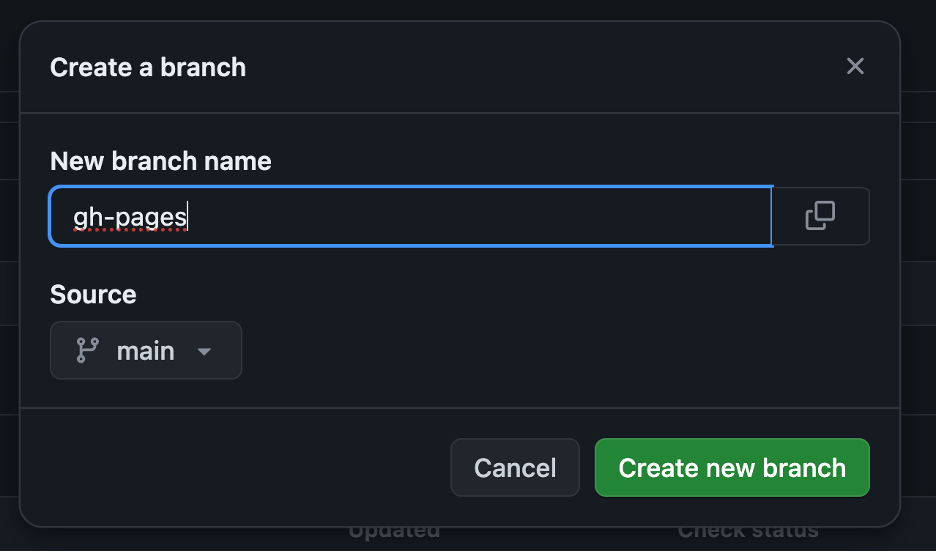 Create a branch
New branch name
gh-pages
Source
main
Cancel
Create new branch
Updated
Check status